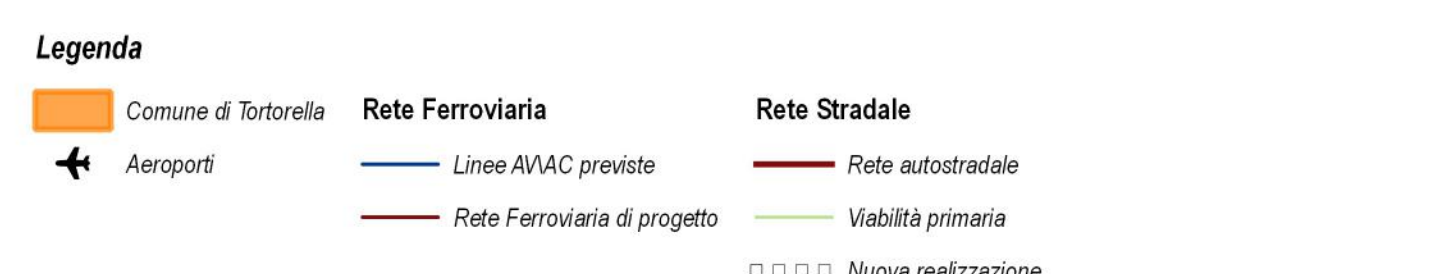 Legenda
Comune di Tortorella
Aeroporti
Rete Ferroviaria
Linee AV\AC previste
Rete Ferroviaria di progetto
Rete Stradale
Rete autostradale
Viabilità primaria
Nuova realizzazione